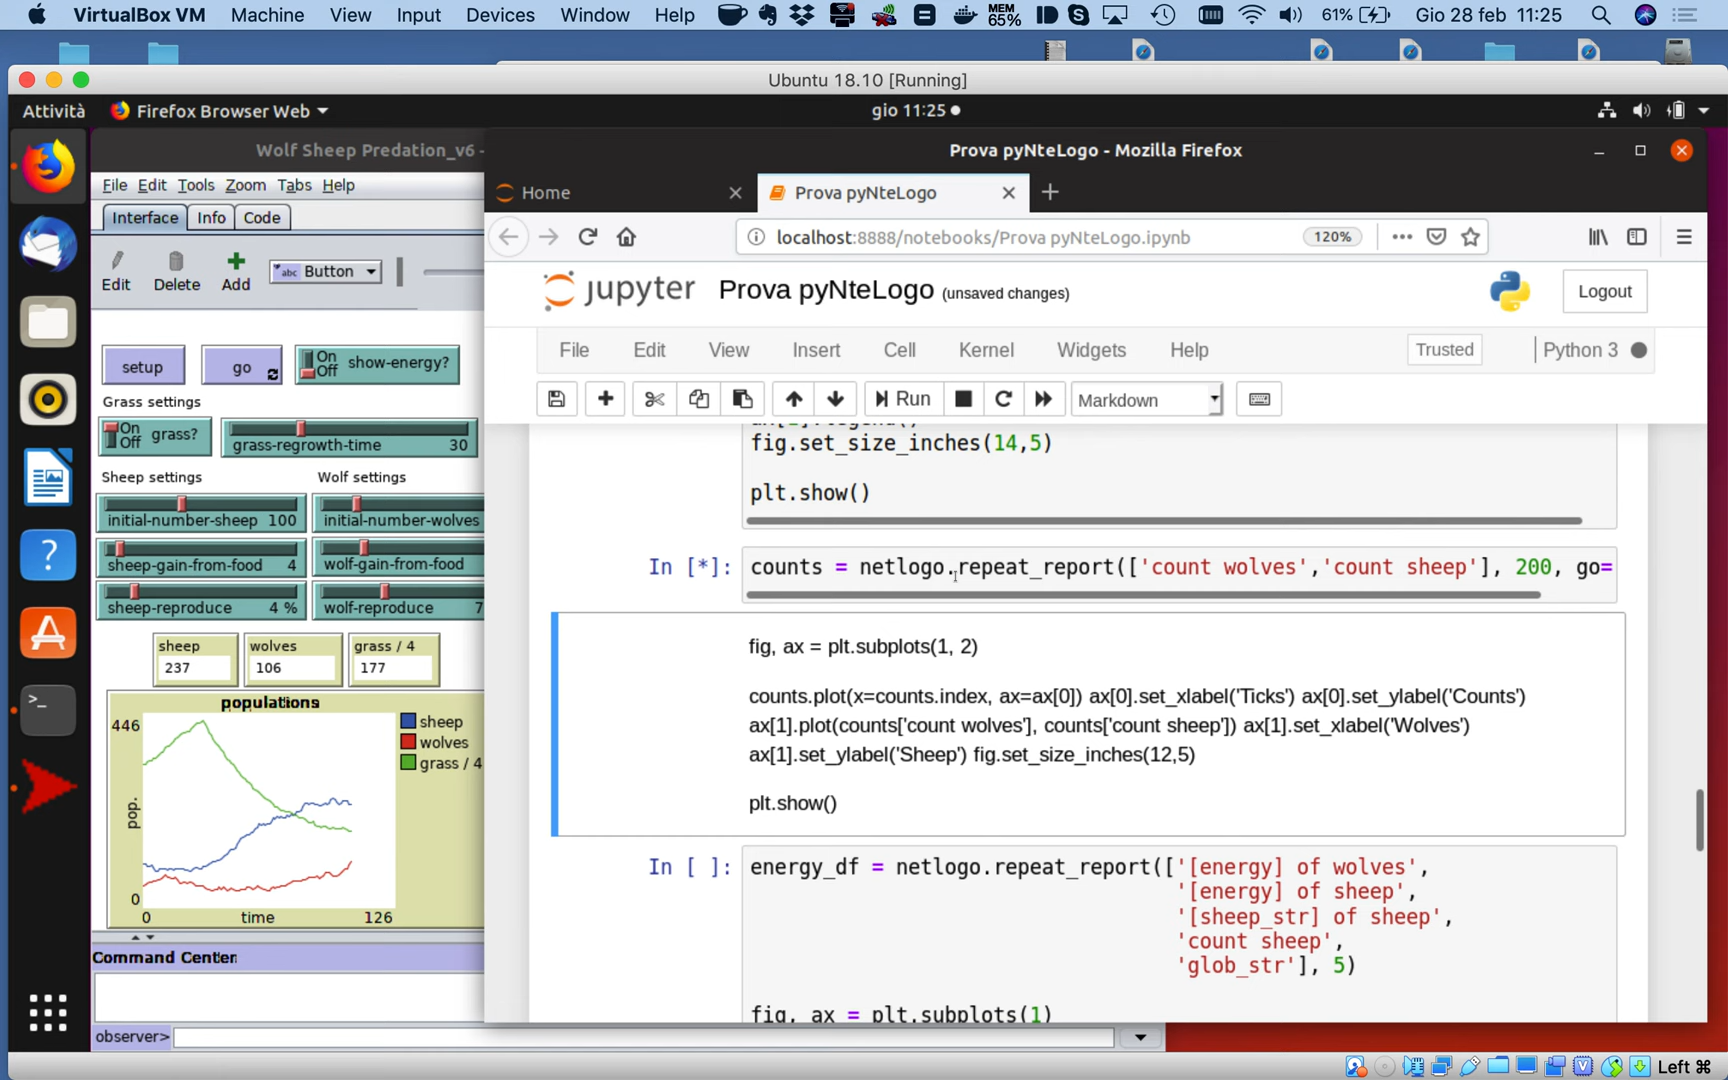 VirtualBox VM Machine View Input Devices Window Help MEM 65% 61% Gio 28 feb 11:25
Ubuntu 18.10 [Running]
Attività Firefox Browser Web gio 11:25
Wolf Sheep Predation_v6 -
File Edit Tools Zoom Tabs Help
Interface Info Code
Edit Delete Add abc Button
setup go On Off show-energy?
Grass settings
On Off grass? grass-regrowth-time 30
Sheep settings Wolf settings
initial-number-sheep 100 initial-number-wolves
sheep-gain-from-food 4 wolf-gain-from-food
sheep-reproduce 4 % wolf-reproduce 7
sheep wolves grass / 4
237 106 177
populations
446
pop.
0
0 time 126
sheep
wolves
grass / 4
Command Center
observer>
Prova pyNteLogo - Mozilla Firefox
Home Prova pyNteLogo
localhost:8888/notebooks/Prova pyNteLogo.ipynb 120%
jupyter Prova pyNteLogo (unsaved changes) Logout
File Edit View Insert Cell Kernel Widgets Help Trusted Python 3
Run Markdown
fig.set_size_inches(14,5)
plt.show()
In [*]: counts = netlogo.repeat_report(['count wolves','count sheep'], 200, go=
fig, ax = plt.subplots(1, 2)
counts.plot(x=counts.index, ax=ax[0]) ax[0].set_xlabel('Ticks') ax[0].set_ylabel('Counts')
ax[1].plot(counts['count wolves'], counts['count sheep']) ax[1].set_xlabel('Wolves')
ax[1].set_ylabel('Sheep') fig.set_size_inches(12,5)
plt.show()
In [ ]: energy_df = netlogo.repeat_report(['[energy] of wolves',
'[energy] of sheep',
'[sheep_str] of sheep',
'count sheep',
'glob_str'], 5)
fig, ax = plt.subplots(1)
Left ⌘